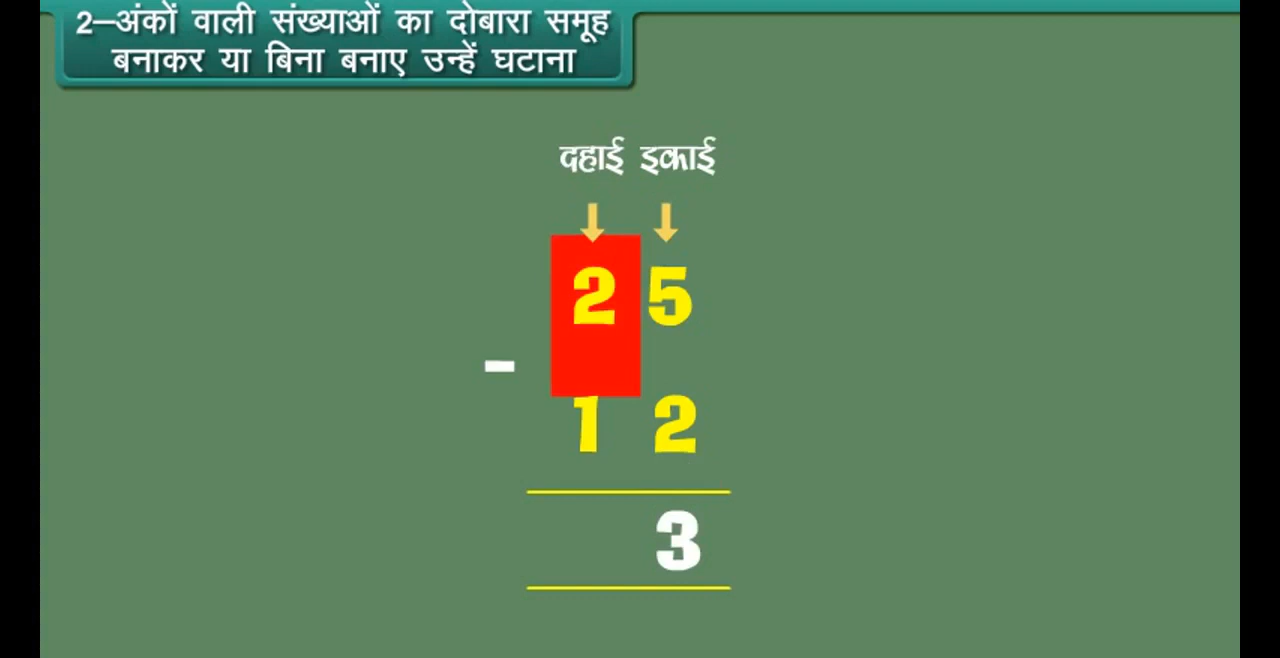 2–अंकों वाली संख्याओं का दोबारा समूह
बनाकर या बिना बनाए उन्हें घटाना
दहाई इकाई
2 5
-
1 2
3